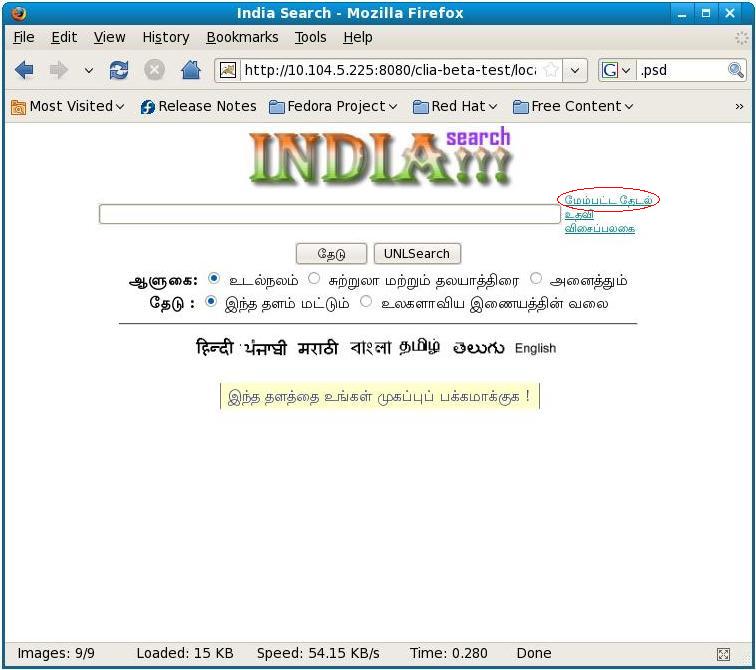 India Search - Mozilla Firefox
File Edit View History Bookmarks Tools Help
http://10.104.5.225:8080/clia-beta-test/loca
G .psd
Most Visited Release Notes Fedora Project Red Hat Free Content »
INDIA!!! search
மேம்பட்ட தேடல்
உதவி
விசைப்பலகை
தேடு UNLSearch
ஆளுகை: உடல்நலம் சுற்றுலா மற்றும் தலயாத்திரை அனைத்தும்
தேடு : இந்த தளம் மட்டும் உலகளாவிய இணையத்தின் வலை
हिन्दी ਪੰਜਾਬੀ मराठी বাংলা தமிழ் తెలుగు English
இந்த தளத்தை உங்கள் முகப்புப் பக்கமாக்குக !
Images: 9/9 Loaded: 15 KB Speed: 54.15 KB/s Time: 0.280 Done